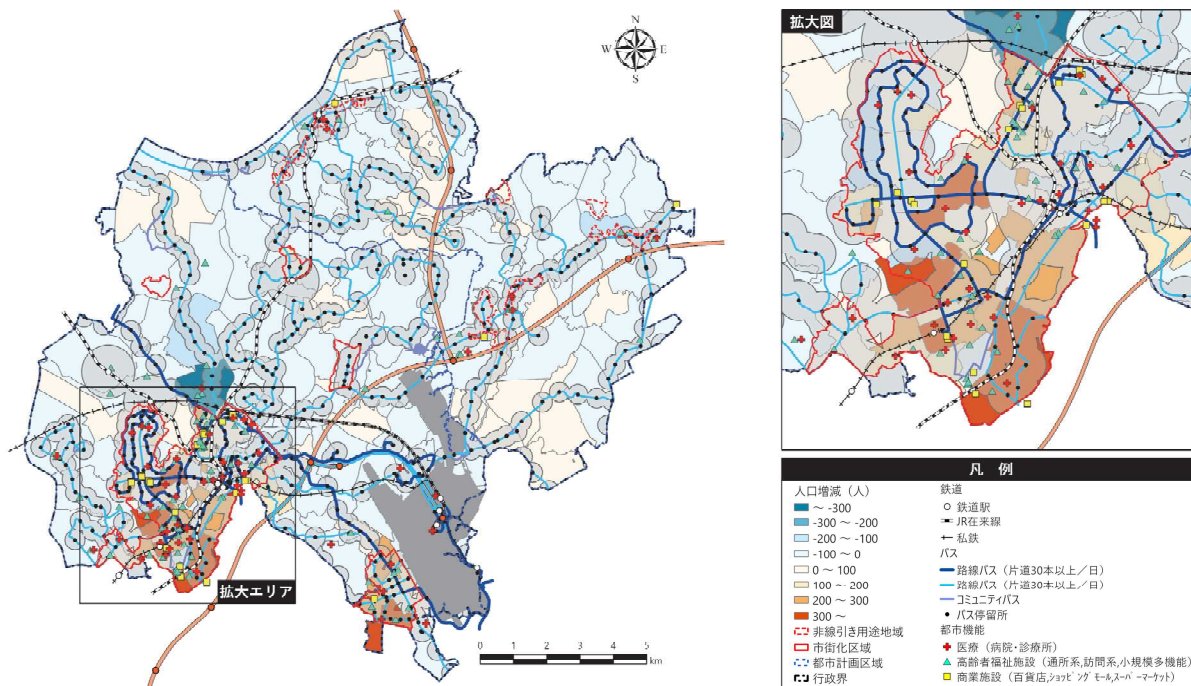 N
W E
S
拡大エリア
0 1 2 3 4 5
km
拡大図
凡 例
人口増減（人）
～ -300
-300 ～ -200
-200 ～ -100
-100 ～ 0
0 ～ 100
100 ～ 200
200 ～ 300
300 ～
非線引き用途地域
市街化区域
都市計画区域
行政界
鉄道
鉄道駅
JR在来線
私鉄
バス
路線バス（片道30本以上／日）
路線バス（片道30本以上／日）
コミュニティバス
バス停留所
都市機能
医療（病院・診療所）
高齢者福祉施設（通所系,訪問系,小規模多機能）
商業施設（百貨店,ショッピングモール,スーパーマーケット）